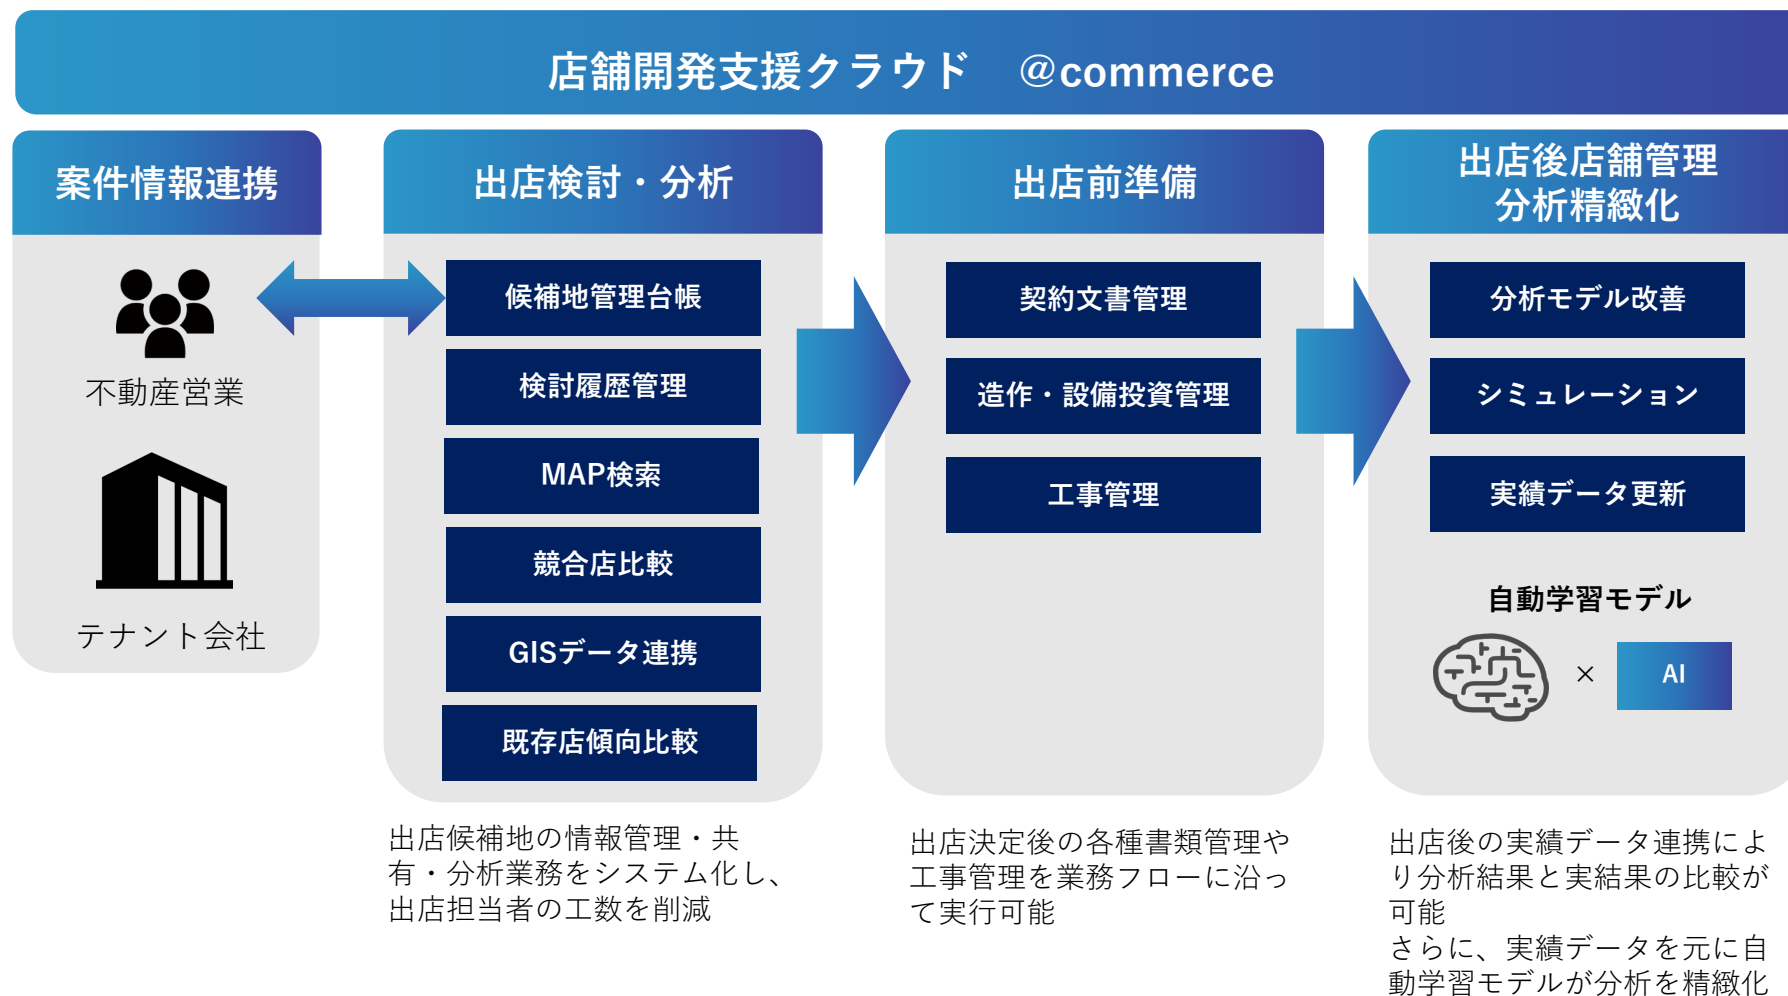 店舗開発支援クラウド　@commerce
案件情報連携
不動産営業
テナント会社
出店検討・分析
候補地管理台帳
検討履歴管理
MAP検索
競合店比較
GISデータ連携
既存店傾向比較
出店候補地の情報管理・共
有・分析業務をシステム化し、
出店担当者の工数を削減
出店前準備
契約文書管理
造作・設備投資管理
工事管理
出店決定後の各種書類管理や
工事管理を業務フローに沿っ
て実行可能
出店後店舗管理
分析精緻化
分析モデル改善
シミュレーション
実績データ更新
自動学習モデル
× AI
出店後の実績データ連携によ
り分析結果と実結果の比較が
可能
さらに、実績データを元に自
動学習モデルが分析を精緻化